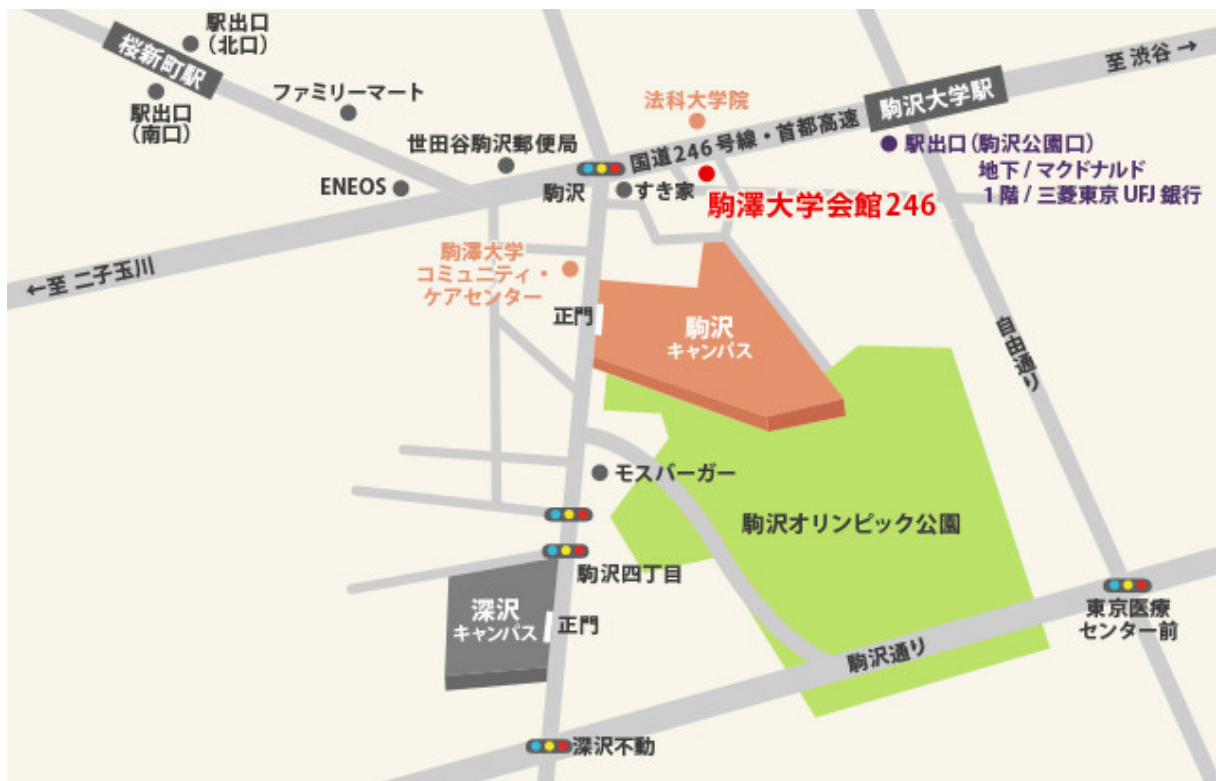 駅出口
（北口）
桜新町駅
駅出口
（南口）
ファミリーマート
世田谷駒沢郵便局
ENEOS
←至 二子玉川
法科大学院
国道246号線・首都高速
駒沢大学駅
至 渋谷→
駅出口（駒沢公園口）
地下 / マクドナルド
1階 / 三菱東京UFJ銀行
駒沢
すき家
駒澤大学会館246
駒澤大学
コミュニティ・
ケアセンター
正門
駒沢
キャンパス
自由通り
モスバーガー
駒沢オリンピック公園
駒沢四丁目
深沢
キャンパス
正門
東京医療
センター前
駒沢通り
深沢不動